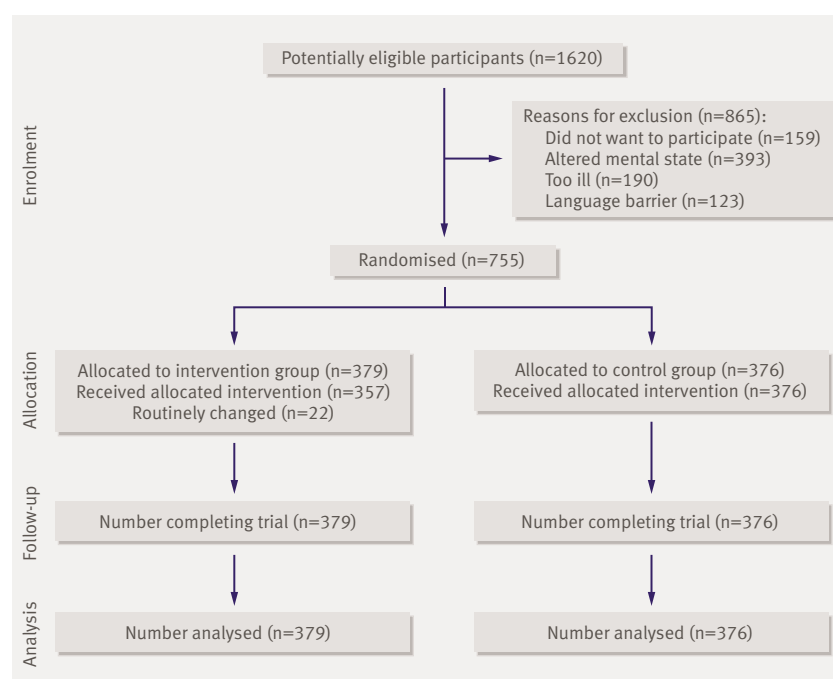 Potentially eligible participants (n=1620)
Enrolment
Reasons for exclusion (n=865):
Did not want to participate (n=159)
Altered mental state (n=393)
Too ill (n=190)
Language barrier (n=123)
Randomised (n=755)
Allocation
Allocated to intervention group (n=379)
Received allocated intervention (n=357)
Routinely changed (n=22)
Allocated to control group (n=376)
Received allocated intervention (n=376)
Follow-up
Number completing trial (n=379)
Number completing trial (n=376)
Analysis
Number analysed (n=379)
Number analysed (n=376)